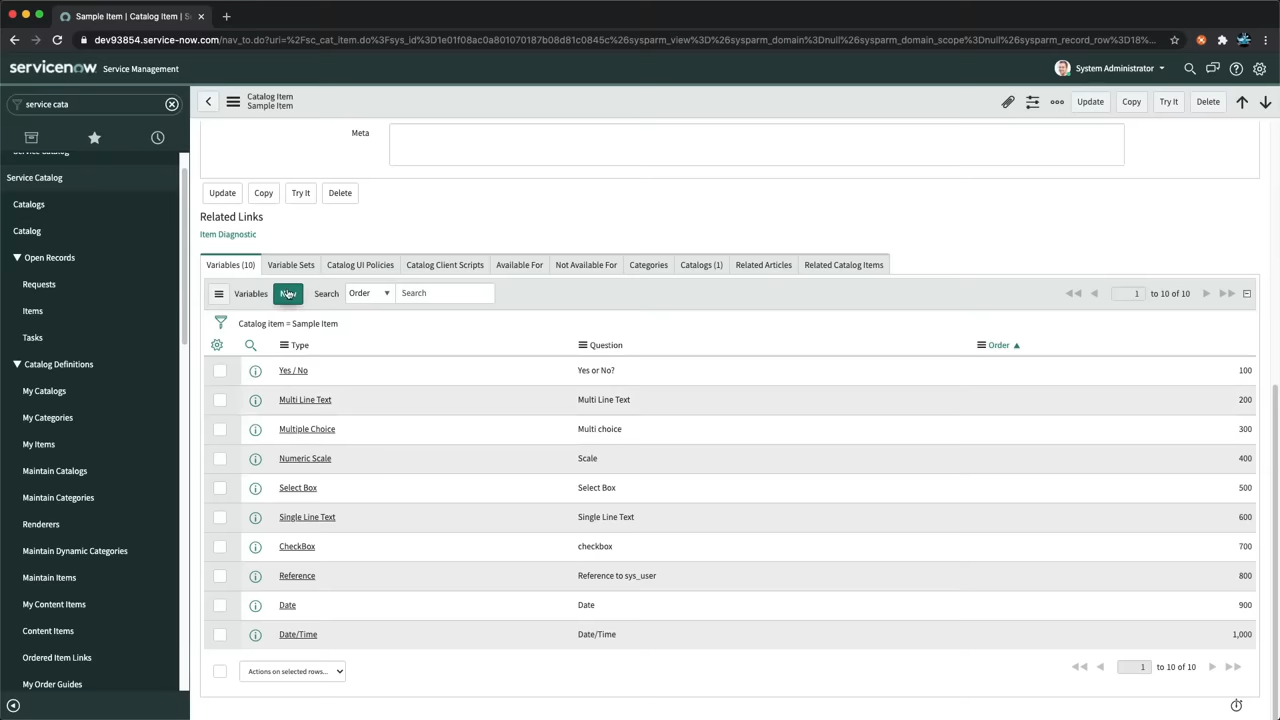 Sample Item | Catalog Item | S
dev93854.service-now.com/nav_to.do?uri=%2Fsc_cat_item.do%3Fsys_id%3D1e01f08ac0a801070187b08d81c0845c%26sysparm_view%3D%26sysparm_domain%3Dnull%26sysparm_domain_scope%3Dnull%26sysparm_record_row%3D18%...
servicenow Service Management
System Administrator
service cata
Catalog Item
Sample Item
Update Copy Try It Delete
Service Catalog
Service Catalog
Catalogs
Catalog
Open Records
Requests
Items
Tasks
Catalog Definitions
My Catalogs
My Categories
My Items
Maintain Catalogs
Maintain Categories
Renderers
Maintain Dynamic Categories
Maintain Items
My Content Items
Content Items
Ordered Item Links
My Order Guides
Meta
Update Copy Try It Delete
Related Links
Item Diagnostic
Variables (10) Variable Sets Catalog UI Policies Catalog Client Scripts Available For Not Available For Categories Catalogs (1) Related Articles Related Catalog Items
Variables New Search Order Search 1 to 10 of 10
Catalog item = Sample Item
Type Question Order
Yes / No Yes or No? 100
Multi Line Text Multi Line Text 200
Multiple Choice Multi choice 300
Numeric Scale Scale 400
Select Box Select Box 500
Single Line Text Single Line Text 600
CheckBox checkbox 700
Reference Reference to sys_user 800
Date Date 900
Date/Time Date/Time 1,000
Actions on selected rows... 1 to 10 of 10